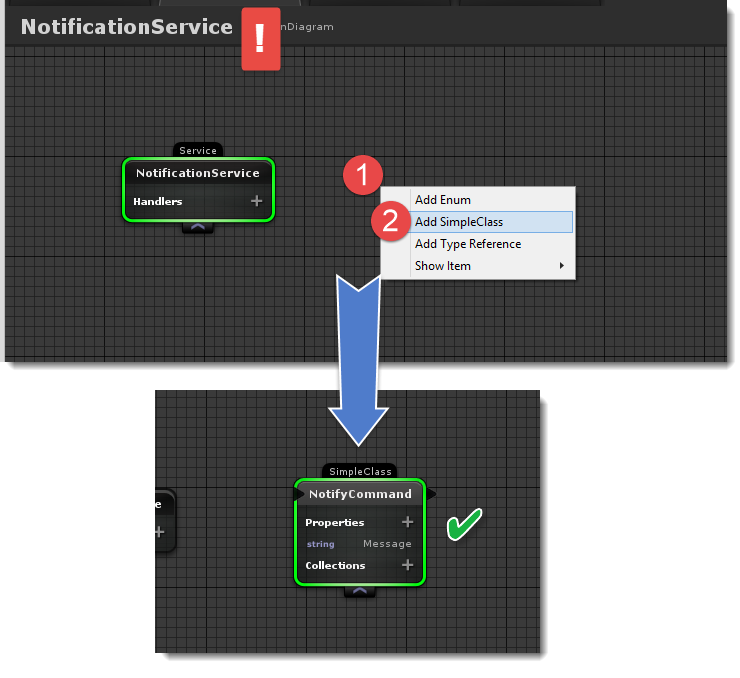 NotificationService ! nDiagram
Service
NotificationService
Handlers +
1
Add Enum
2 Add SimpleClass
Add Type Reference
Show Item
SimpleClass
NotifyCommand
e
Properties +
+
string Message
Collections +